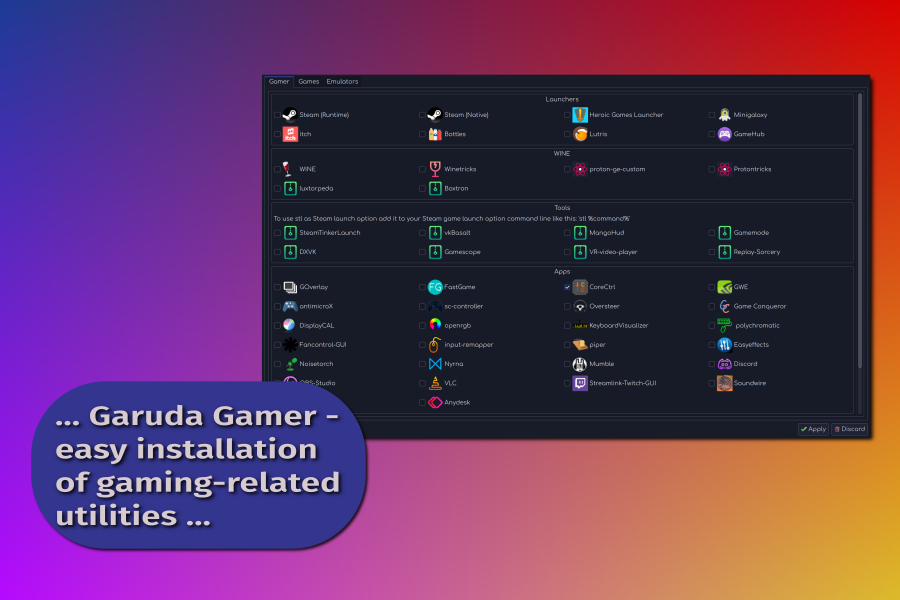 Gamer Games Emulators
Launchers
Steam (Runtime) Steam (Native) Heroic Games Launcher Minigalaxy
itch Bottles Lutris GameHub
WINE
WINE Winetricks proton-ge-custom Protontricks
luxtorpeda Boxtron
Tools
To use stl as Steam launch option add it to your Steam game launch option command line like this: 'stl %command%'
SteamTinkerLaunch vkBasalt MangoHud Gamemode
DXVK Gamescope VR-video-player Replay-Sorcery
Apps
GOverlay FG FastGame CoreCtrl GWE
antimicroX sc-controller Oversteer Game Conqueror
DisplayCAL openrgb KeyboardVisualizer polychromatic
Fancontrol-GUI input-remapper piper Easyeffects
Noisetorch Nyrna Mumble Discord
OBS-Studio VLC Streamlink-Twitch-GUI Soundwire
Anydesk
Apply Discard
... Garuda Gamer -
easy installation
of gaming-related
utilities ...